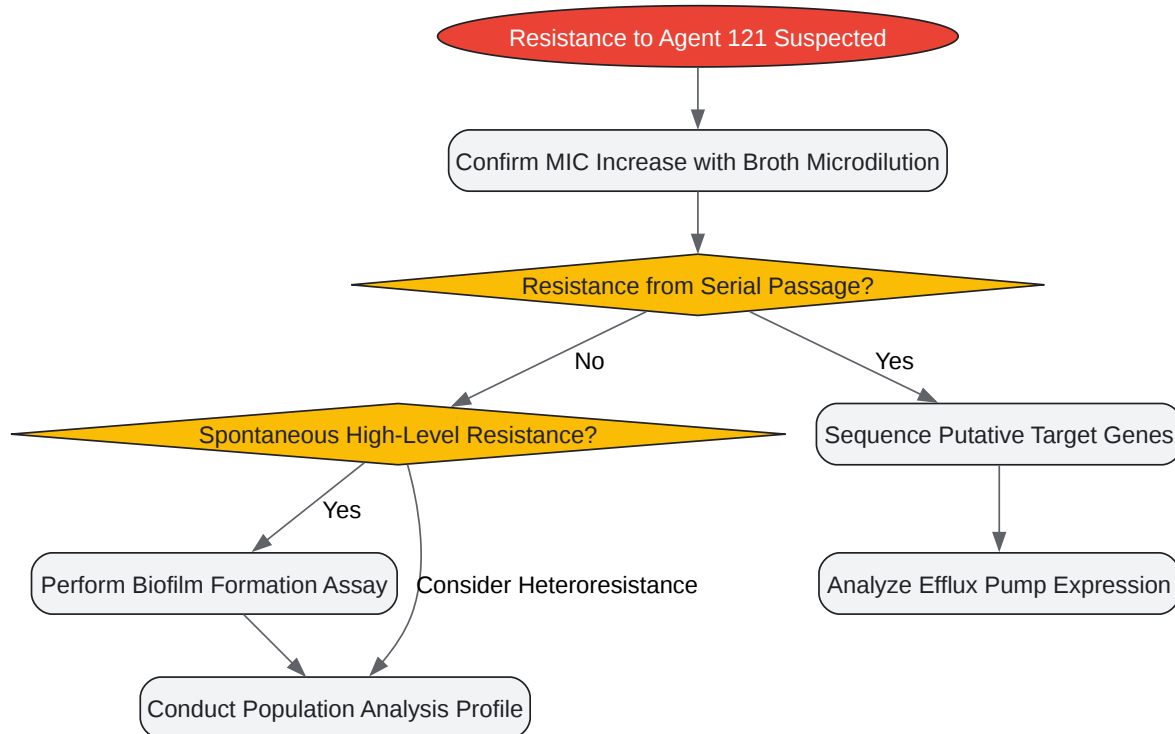 Resistance to Agent 121 Suspected
Confirm MIC Increase with Broth Microdilution
Resistance from Serial Passage?
No
Yes
Spontaneous High-Level Resistance?
Sequence Putative Target Genes
Yes
Perform Biofilm Formation Assay
Consider Heteroresistance
Analyze Efflux Pump Expression
Conduct Population Analysis Profile